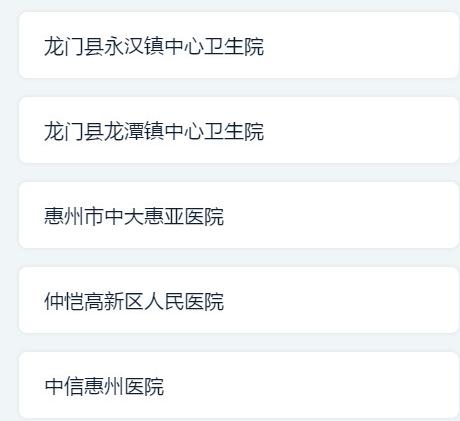 龙门县永汉镇中心卫生院
龙门县龙潭镇中心卫生院
惠州市中大惠亚医院
仲恺高新区人民医院
中信惠州医院